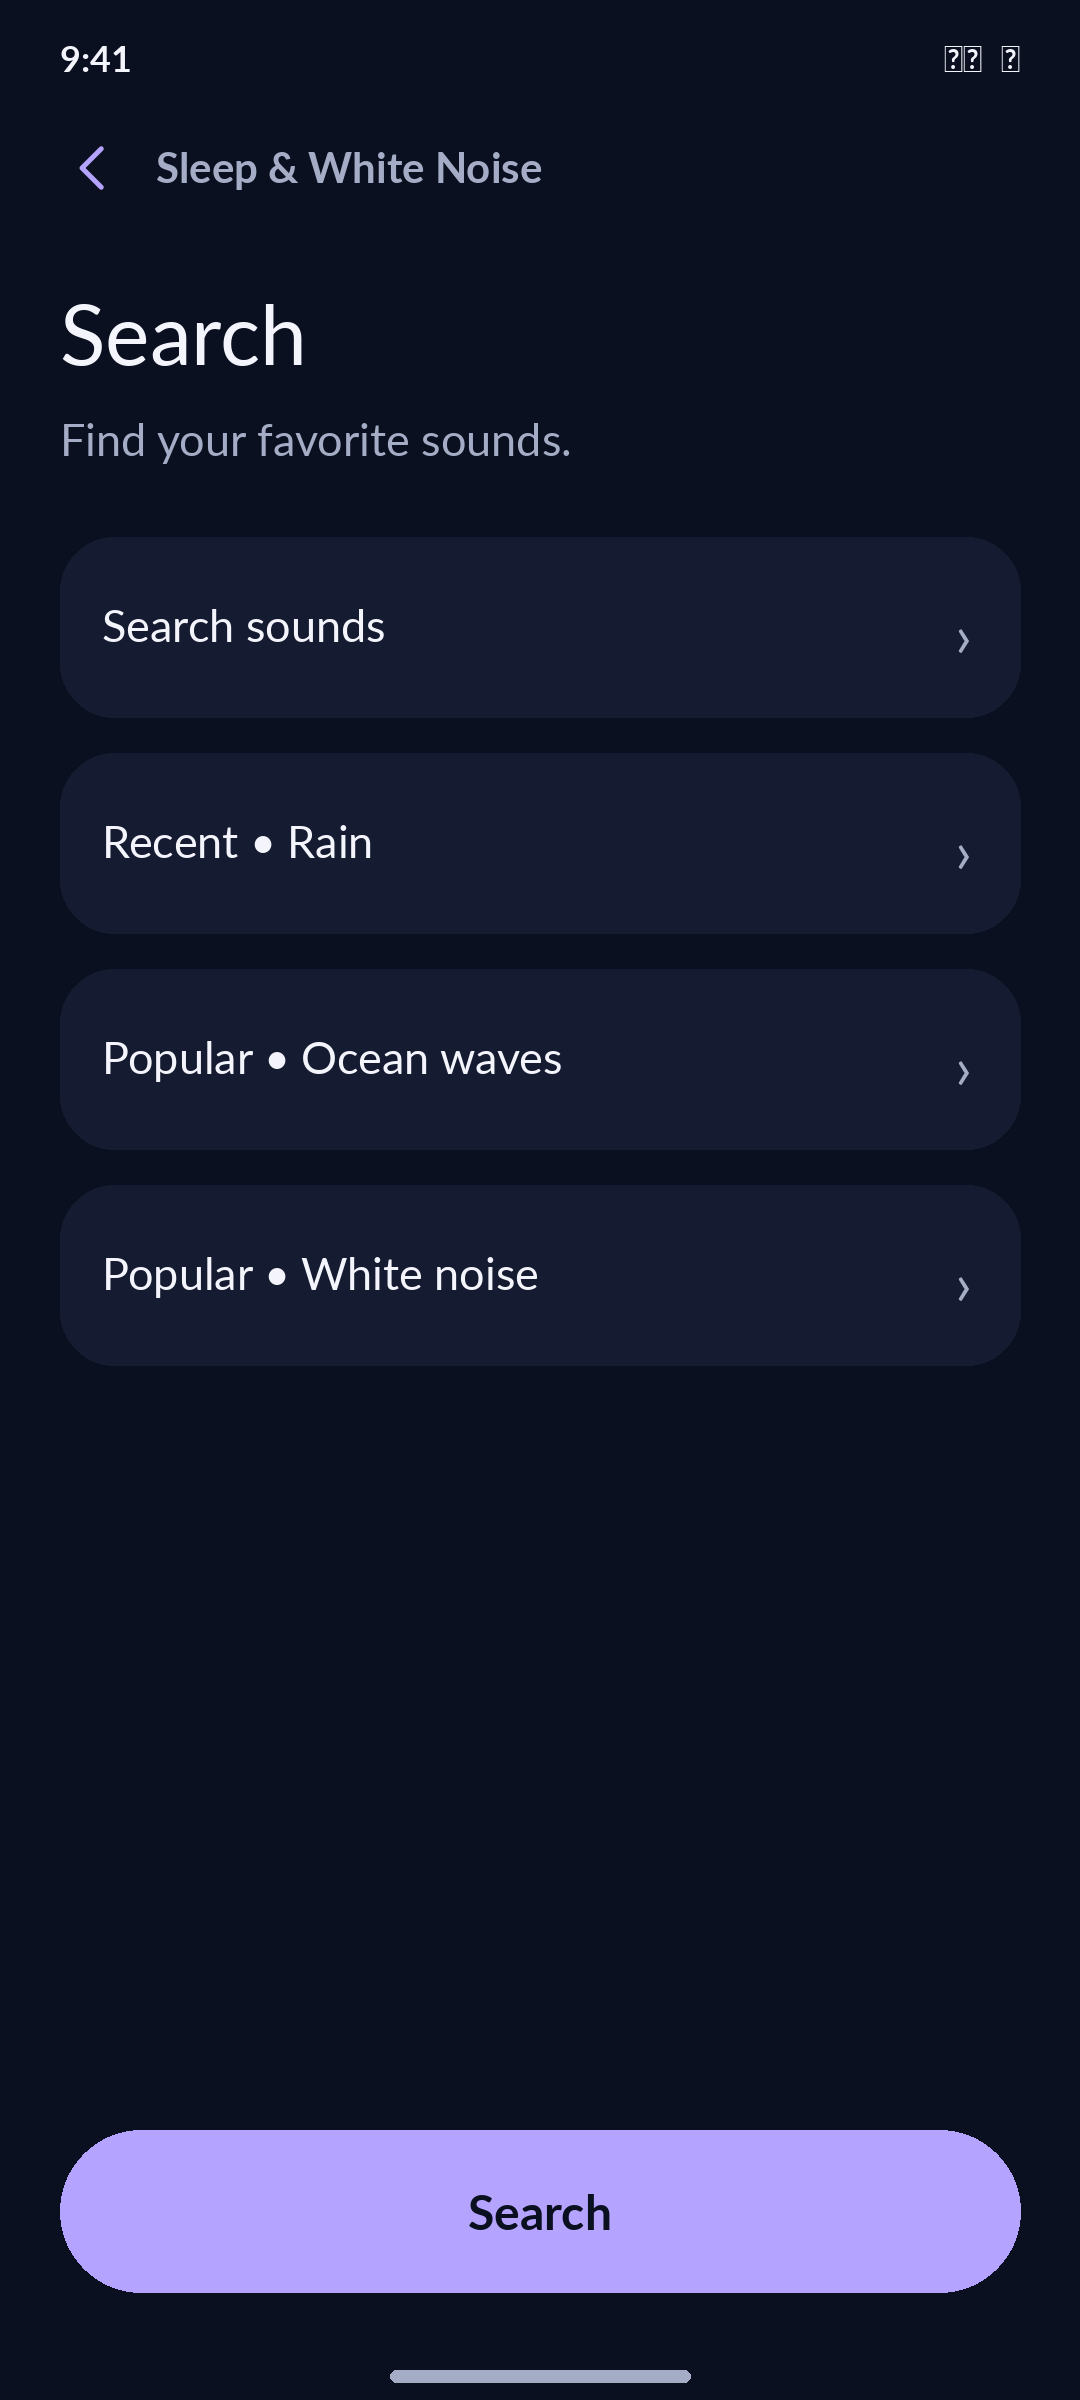 9:41
Sleep & White Noise
Search
Find your favorite sounds.
Search sounds
Recent • Rain
Popular • Ocean waves
Popular • White noise
Search